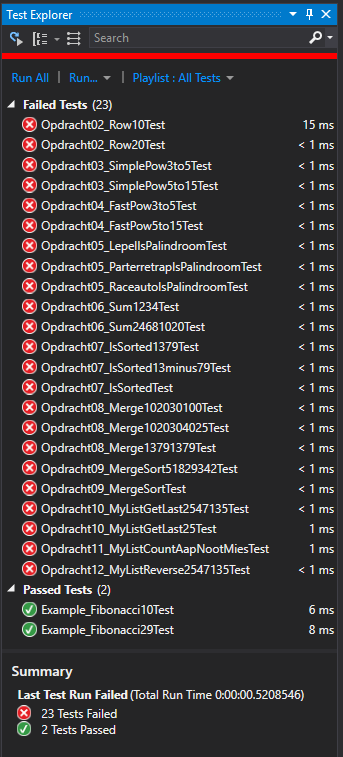 Test Explorer
Search
Run All | Run... | Playlist : All Tests
Failed Tests (23)
Opdracht02_Row10Test 15 ms
Opdracht02_Row20Test < 1 ms
Opdracht03_SimplePow3to5Test < 1 ms
Opdracht03_SimplePow5to15Test < 1 ms
Opdracht04_FastPow3to5Test < 1 ms
Opdracht04_FastPow5to15Test < 1 ms
Opdracht05_LepelIsPalindroomTest < 1 ms
Opdracht05_ParterretrapIsPalindroomTest < 1 ms
Opdracht05_RaceautoIsPalindroomTest < 1 ms
Opdracht06_Sum1234Test < 1 ms
Opdracht06_Sum24681020Test < 1 ms
Opdracht07_IsSorted1379Test < 1 ms
Opdracht07_IsSorted13minus79Test < 1 ms
Opdracht07_IsSortedTest < 1 ms
Opdracht08_Merge102030100Test < 1 ms
Opdracht08_Merge1020304025Test < 1 ms
Opdracht08_Merge13791379Test < 1 ms
Opdracht09_MergeSort51829342Test < 1 ms
Opdracht09_MergeSortTest < 1 ms
Opdracht10_MyListGetLast2547135Test < 1 ms
Opdracht10_MyListGetLast25Test 1 ms
Opdracht11_MyListCountAapNootMiesTest 1 ms
Opdracht12_MyListReverse2547135Test < 1 ms
Passed Tests (2)
Example_Fibonacci10Test 6 ms
Example_Fibonacci29Test 8 ms
Summary
Last Test Run Failed (Total Run Time 0:00:00.5208546)
23 Tests Failed
2 Tests Passed